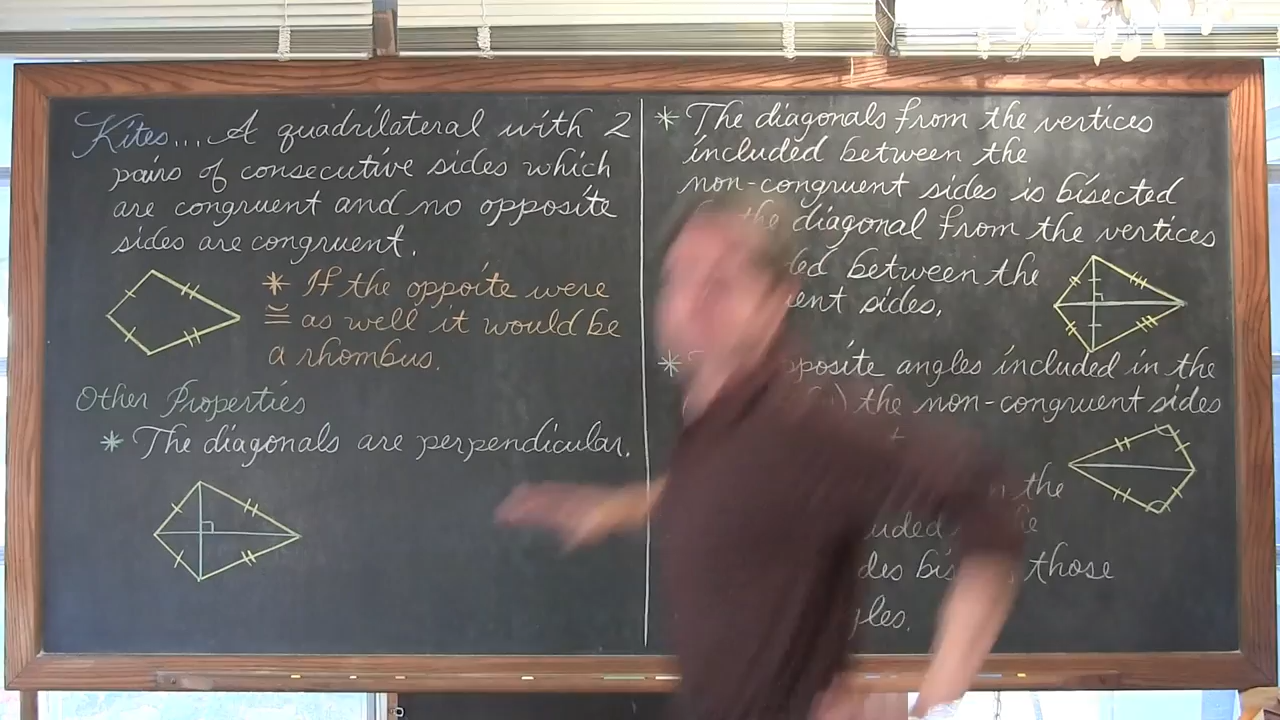 Kites... A quadrilateral with 2
pairs of consecutive sides which
are congruent and no opposite
sides are congruent.
* If the oppoite were
≅ as well it would be
a rhombus.
Other Properties
* The diagonals are perpendicular.
* The diagonals from the vertices
included between the
non-congruent sides is bisected
the diagonal from the vertices
between the
sides.
*
angles included in the
the non-congruent sides
the
those